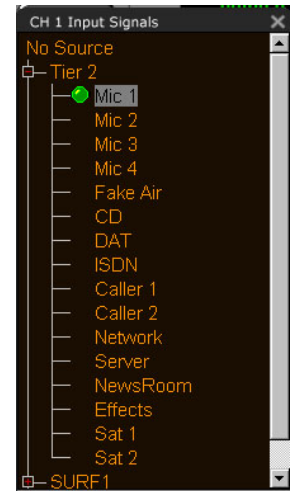 CH 1 Input Signals
No Source
Tier 2
Mic 1
Mic 2
Mic 3
Mic 4
Fake Air
CD
DAT
ISDN
Caller 1
Caller 2
Network
Server
NewsRoom
Effects
Sat 1
Sat 2
SURF1